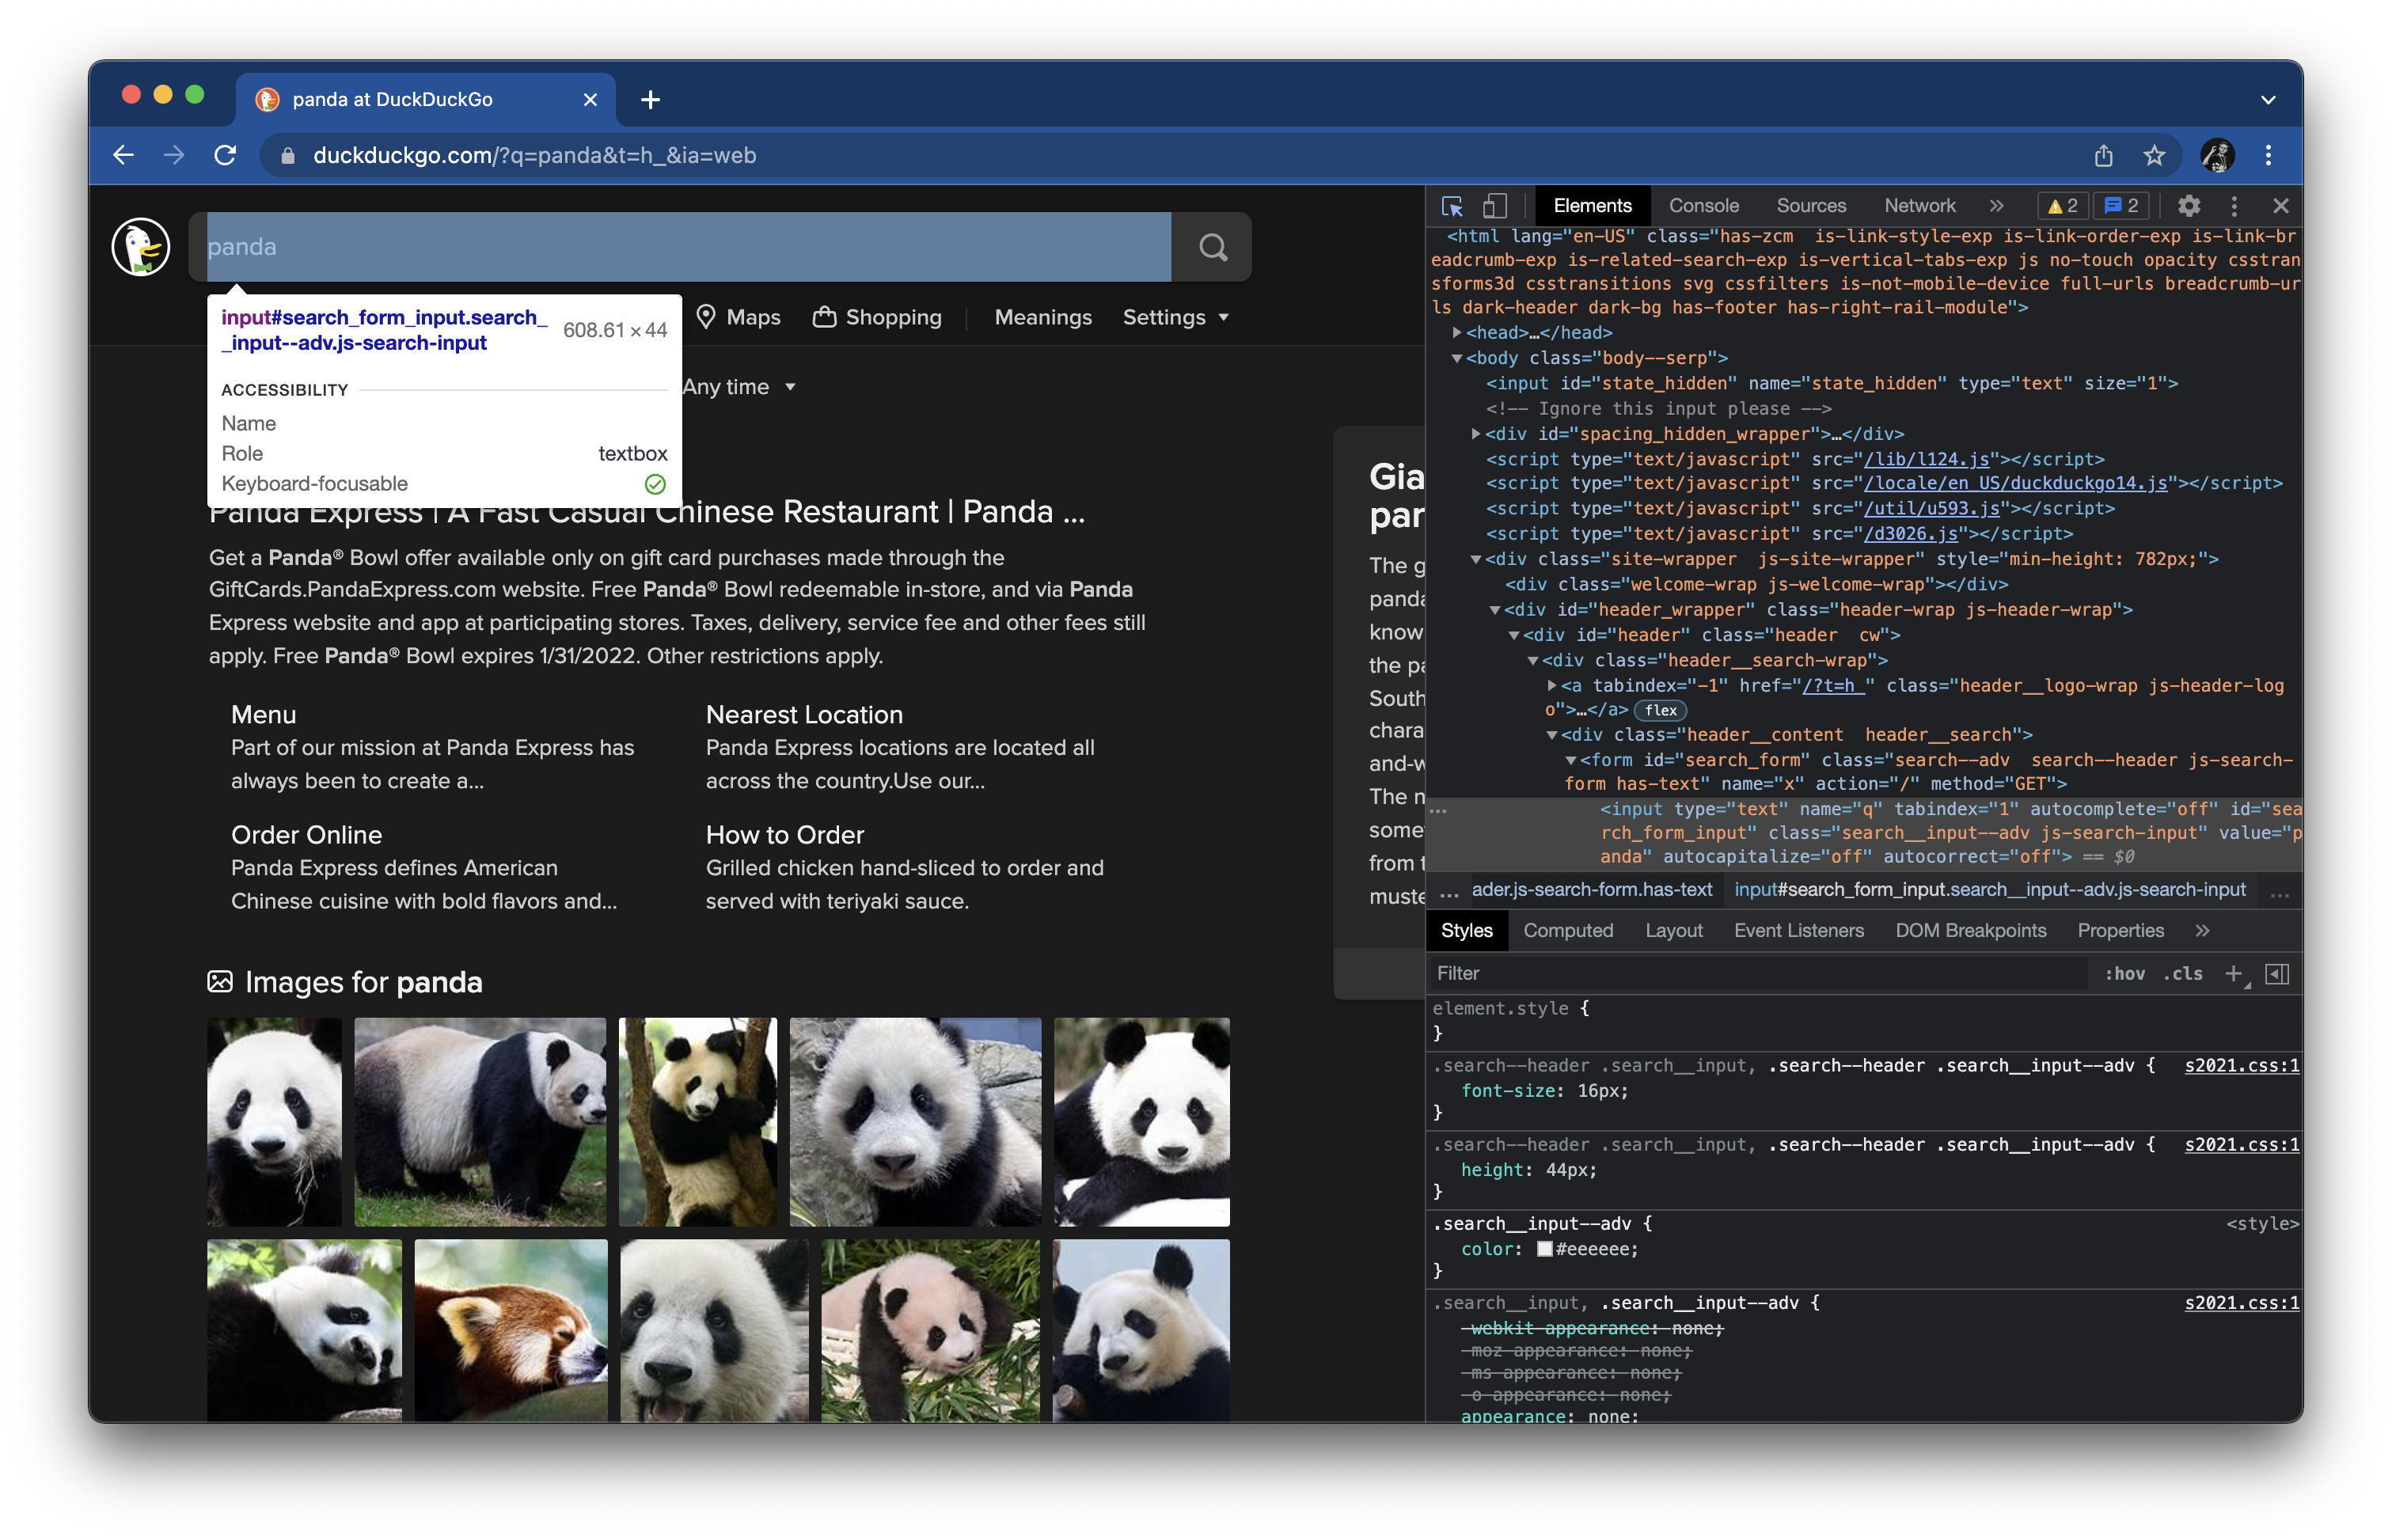 panda at DuckDuckGo
duckduckgo.com/?q=panda&t=h_&ia=web
panda
Maps
Shopping
Meanings
Settings
input#search_form_input.search_
_input--adv.js-search-input
608.61 × 44
ACCESSIBILITY
Name
Role
textbox
Keyboard-focusable
Any time
Panda Express | A Fast Casual Chinese Restaurant | Panda ...
Get a Panda® Bowl offer available only on gift card purchases made through the
GiftCards.PandaExpress.com website. Free Panda® Bowl redeemable in-store, and via Panda
Express website and app at participating stores. Taxes, delivery, service fee and other fees still
apply. Free Panda® Bowl expires 1/31/2022. Other restrictions apply.
Menu
Part of our mission at Panda Express has
always been to create a...
Nearest Location
Panda Express locations are located all
across the country.Use our...
Order Online
Panda Express defines American
Chinese cuisine with bold flavors and...
How to Order
Grilled chicken hand-sliced to order and
served with teriyaki sauce.
Images for panda
Gia
par
The g
panda
know
the pa
South
chara
and-w
The n
some
from t
muste
Elements
Console
Sources
Network
2
2
<html lang="en-US" class="has-zcm  is-link-style-exp is-link-order-exp is-link-br
eadcrumb-exp is-related-search-exp is-vertical-tabs-exp js no-touch opacity csstran
sforms3d csstransitions svg cssfilters is-not-mobile-device full-urls breadcrumb-ur
ls dark-header dark-bg has-footer has-right-rail-module">
<head>…</head>
<body class="body--serp">
<input id="state_hidden" name="state_hidden" type="text" size="1">
<!-- Ignore this input please -->
<div id="spacing_hidden_wrapper">…</div>
<script type="text/javascript" src="/lib/l124.js"></script>
<script type="text/javascript" src="/locale/en_US/duckduckgo14.js"></script>
<script type="text/javascript" src="/util/u593.js"></script>
<script type="text/javascript" src="/d3026.js"></script>
<div class="site-wrapper  js-site-wrapper" style="min-height: 782px;">
<div class="welcome-wrap js-welcome-wrap"></div>
<div id="header_wrapper" class="header-wrap js-header-wrap">
<div id="header" class="header  cw">
<div class="header__search-wrap">
<a tabindex="-1" href="/?t=h_" class="header__logo-wrap js-header-log
o">…</a> flex
<div class="header__content  header__search">
<form id="search_form" class="search--adv  search--header js-search-
form has-text" name="x" action="/" method="GET">
<input type="text" name="q" tabindex="1" autocomplete="off" id="sea
rch_form_input" class="search__input--adv js-search-input" value="p
anda" autocapitalize="off" autocorrect="off"> == $0
... ader.js-search-form.has-text input#search_form_input.search__input--adv.js-search-input ...
Styles
Computed
Layout
Event Listeners
DOM Breakpoints
Properties
Filter
:hov
.cls
element.style {
}
.search--header .search__input, .search--header .search__input--adv {
s2021.css:1
font-size: 16px;
}
.search--header .search__input, .search--header .search__input--adv {
s2021.css:1
height: 44px;
}
.search__input--adv {
<style>
color: #eeeeee;
}
.search__input, .search__input--adv {
s2021.css:1
-webkit-appearance: none;
-moz-appearance: none;
-ms-appearance: none;
-o-appearance: none;
appearance: none;